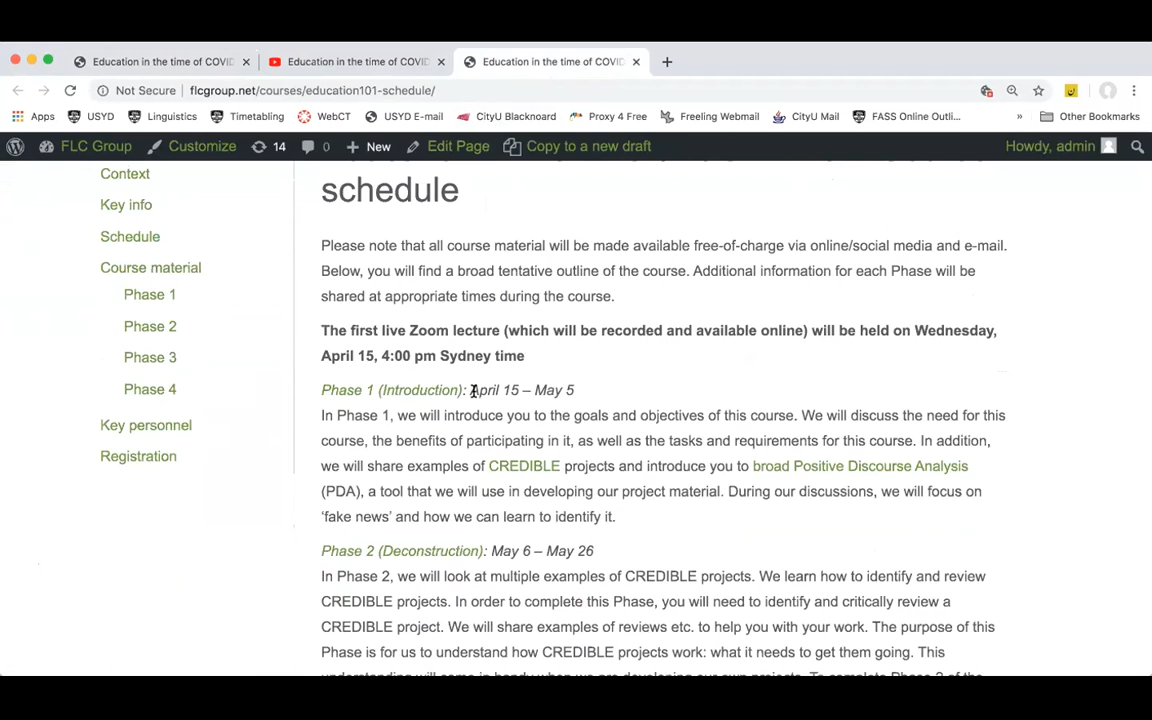 Education in the time of COVID
Education in the time of COVID
Education in the time of COVID
Not Secure | flcgroup.net/courses/education101-schedule/
Apps USYD Linguistics Timetabling WebCT USYD E-mail CityU Blackboard Proxy 4 Free Freeling Webmail CityU Mail FASS Online Outli... » Other Bookmarks
FLC Group Customize 14 0 New Edit Page Copy to a new draft Howdy, admin
Context
Key info
Schedule
Course material
Phase 1
Phase 2
Phase 3
Phase 4
Key personnel
Registration
schedule
Please note that all course material will be made available free-of-charge via online/social media and e-mail.
Below, you will find a broad tentative outline of the course. Additional information for each Phase will be
shared at appropriate times during the course.
The first live Zoom lecture (which will be recorded and available online) will be held on Wednesday,
April 15, 4:00 pm Sydney time
Phase 1 (Introduction): April 15 – May 5
In Phase 1, we will introduce you to the goals and objectives of this course. We will discuss the need for this
course, the benefits of participating in it, as well as the tasks and requirements for this course. In addition,
we will share examples of CREDIBLE projects and introduce you to broad Positive Discourse Analysis
(PDA), a tool that we will use in developing our project material. During our discussions, we will focus on
‘fake news’ and how we can learn to identify it.
Phase 2 (Deconstruction): May 6 – May 26
In Phase 2, we will look at multiple examples of CREDIBLE projects. We learn how to identify and review
CREDIBLE projects. In order to complete this Phase, you will need to identify and critically review a
CREDIBLE project. We will share examples of reviews etc. to help you with your work. The purpose of this
Phase is for us to understand how CREDIBLE projects work: what it needs to get them going. This